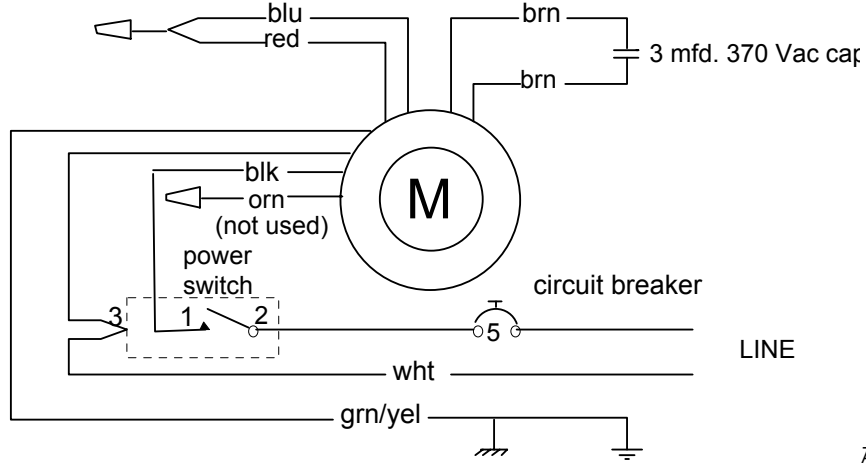 blu
brn
red
3 mfd. 370 Vac cap
brn
blk
orn
(not used)
M
power
switch
circuit breaker
3
1
2
5
LINE
wht
grn/yel